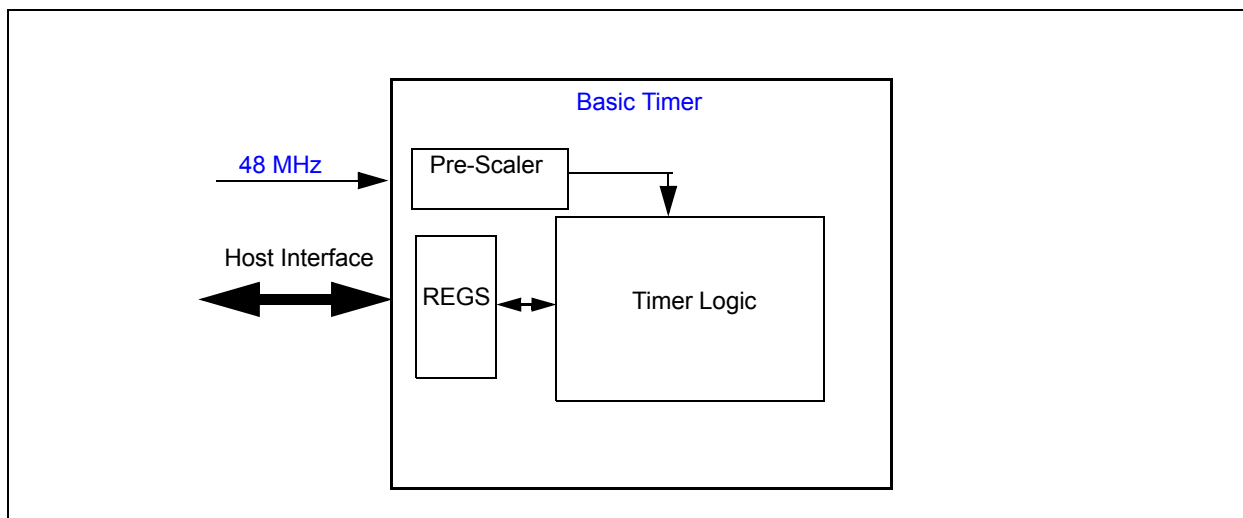 Basic Timer
48 MHz
Pre-Scaler
Host Interface
REGS
Timer Logic